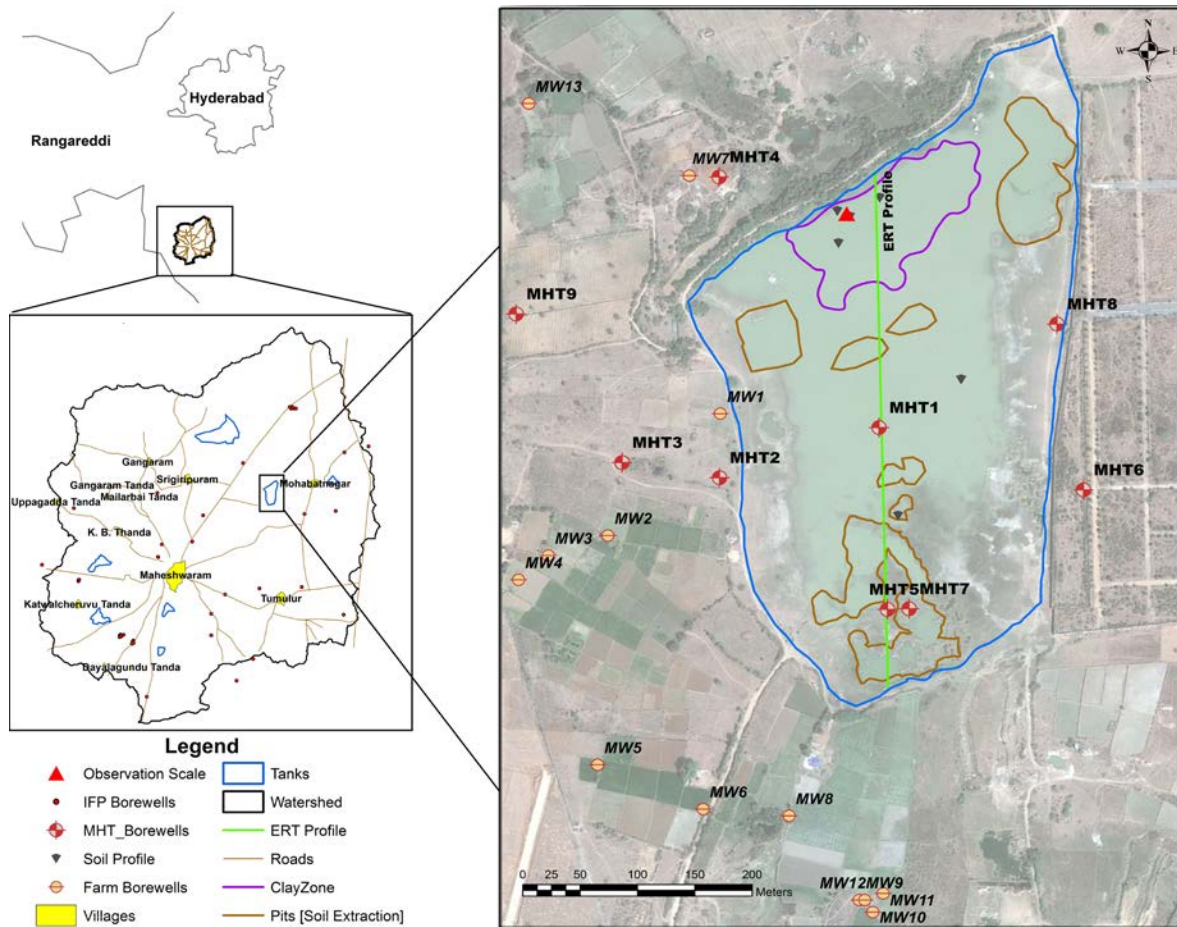 Hyderabad
Rangareddi
Gangaram
Gangaram Tanda
Srigiripuram
Mohabatnagar
Mailarbai Tanda
Uppagadda Tanda
K. B. Thanda
Maheshwaram
Katwalcheruvu Tanda
Tumulur
Dayalagundu Tanda
Legend
Observation Scale
IFP Borewells
MHT_Borewells
Soil Profile
Farm Borewells
Villages
Tanks
Watershed
ERT Profile
Roads
ClayZone
Pits [Soil Extraction]
N
W E
S
MW13
MW7 MHT4
ERT Profile
MHT9
MHT8
MW1
MHT1
MHT3
MHT2
MHT6
MW2
MW3
MW4
MHT5 MHT7
MW5
MW6
MW8
0 25 50 100 150 200
Meters
MW12 MW9
MW11
MW10